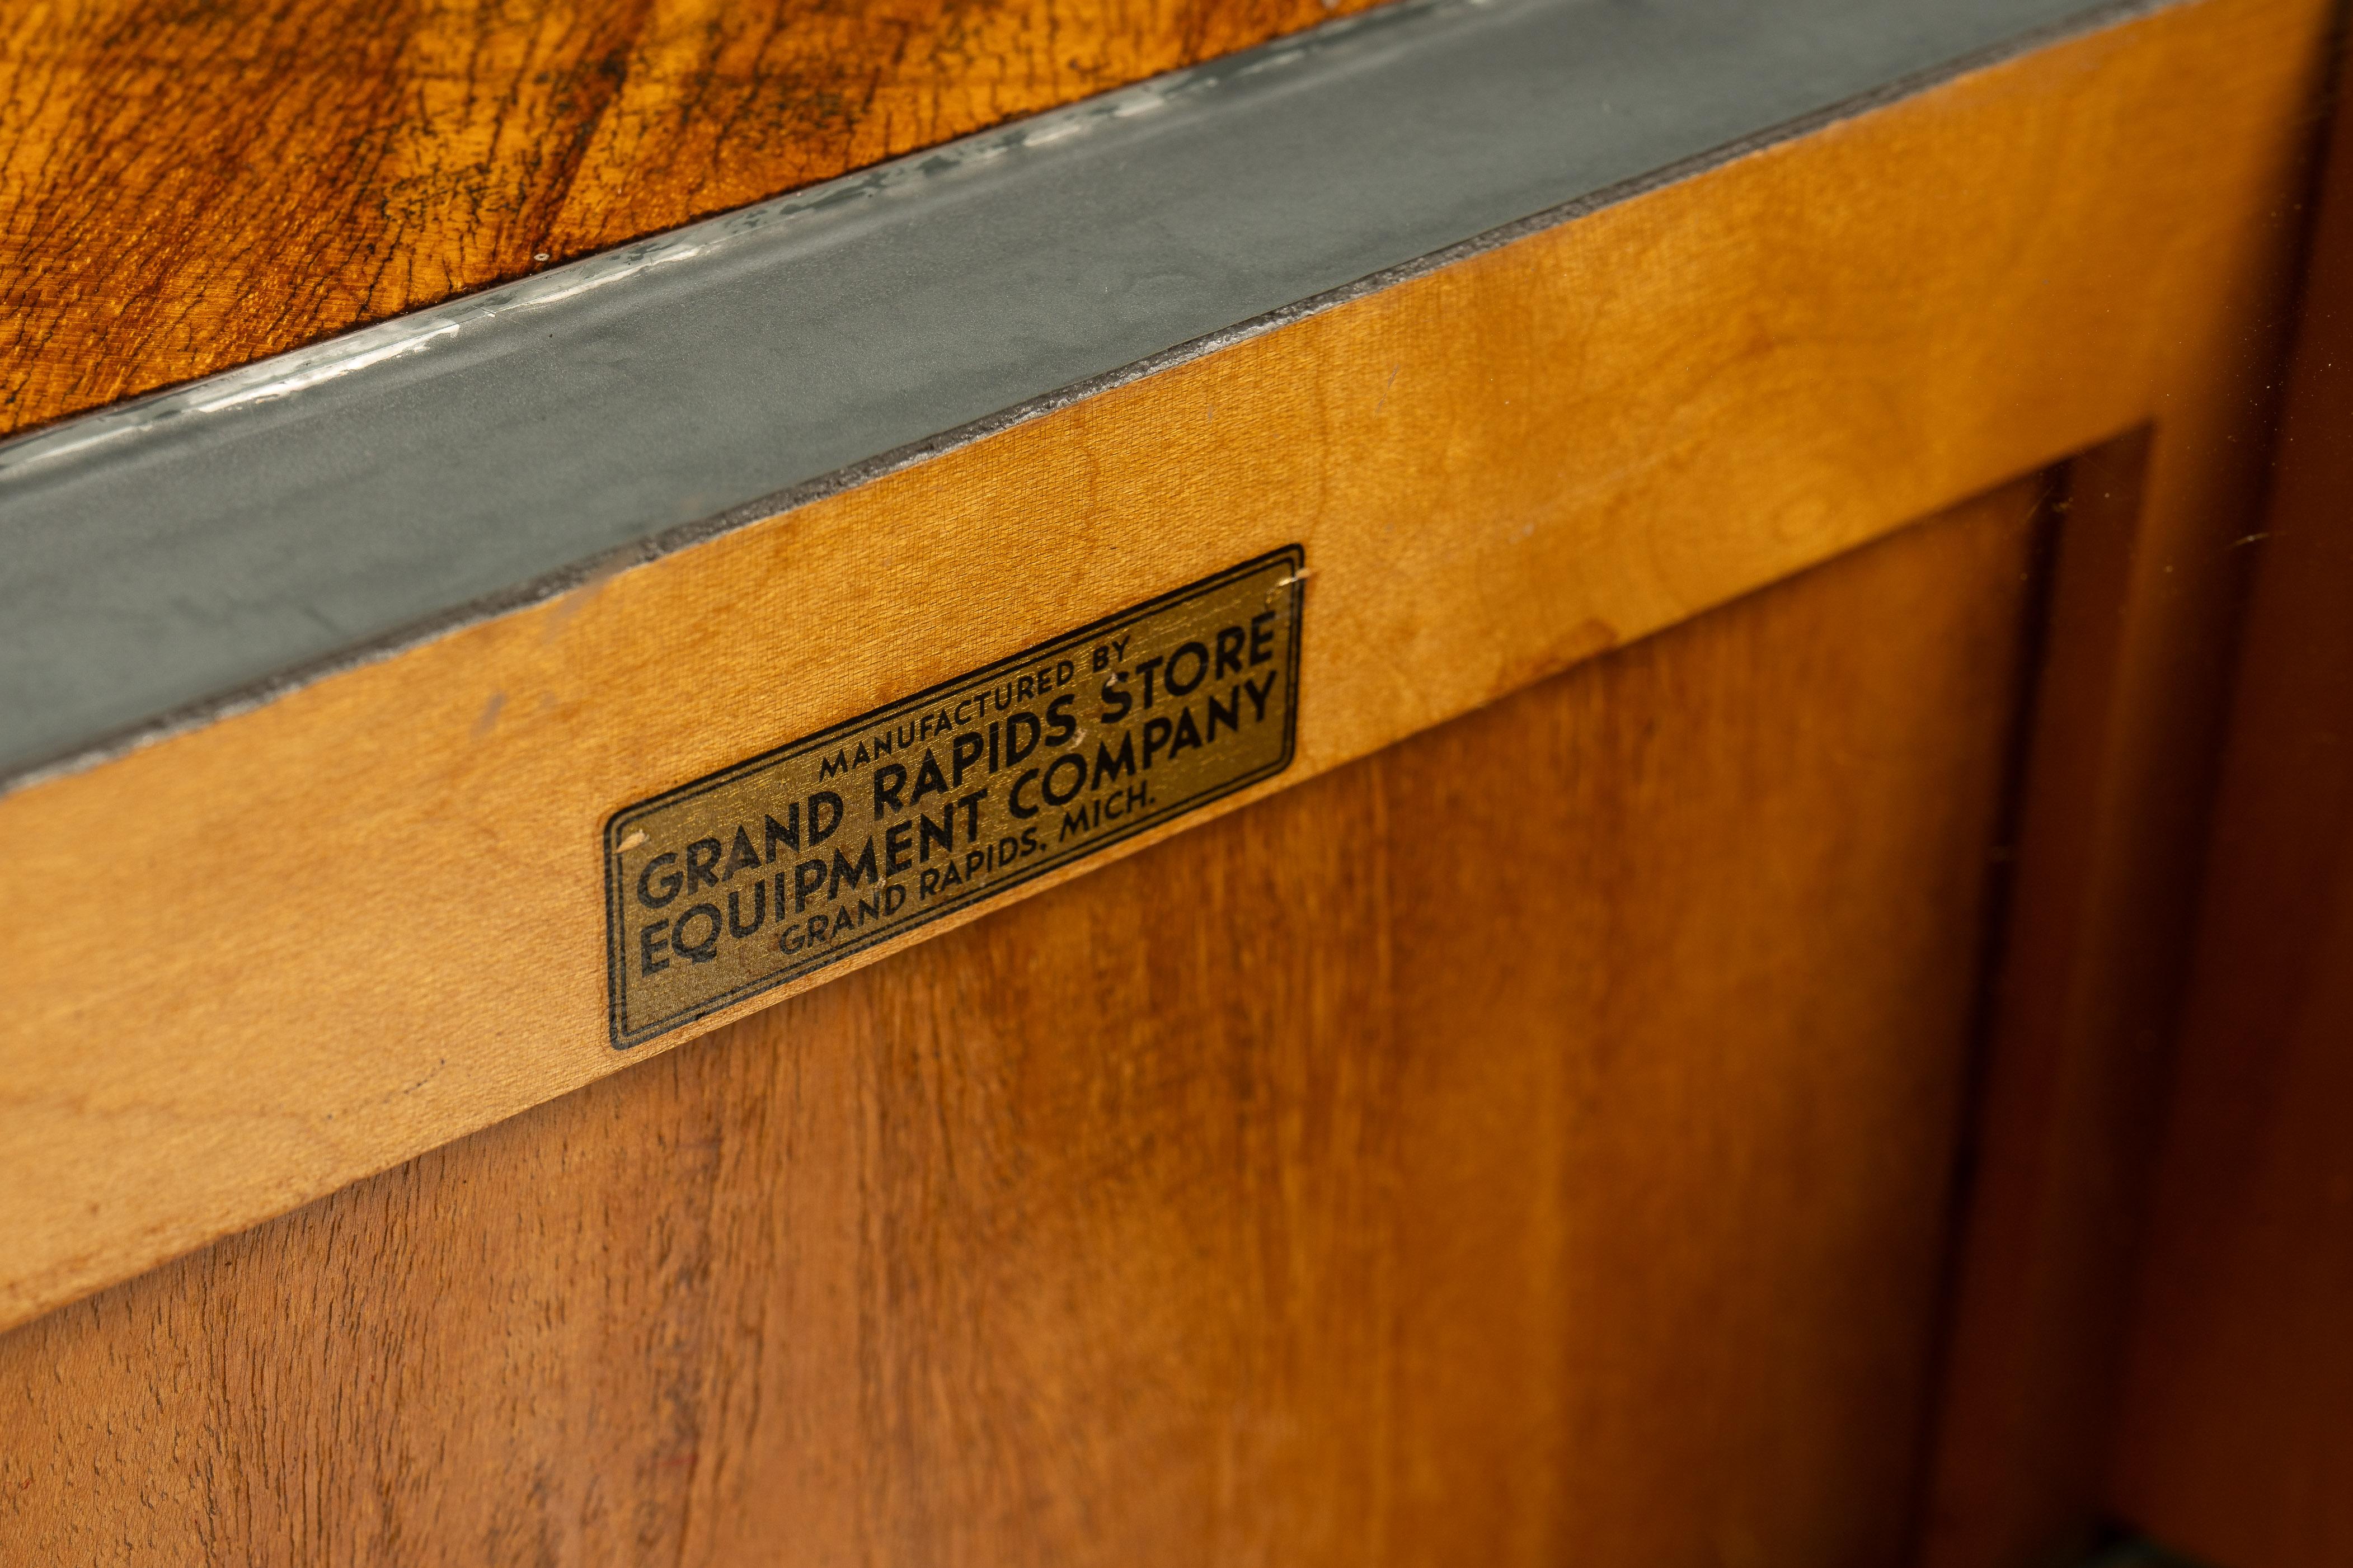 MANUFACTURED BY
GRAND RAPIDS STORE
EQUIPMENT COMPANY
GRAND RAPIDS, MICH.